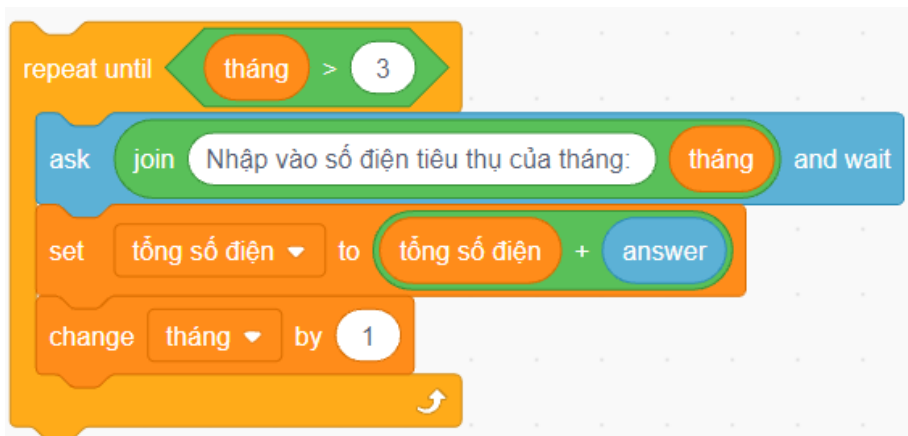 repeat until tháng > 3
ask join Nhập vào số điện tiêu thụ của tháng: tháng and wait
set tổng số điện to tổng số điện + answer
change tháng by 1